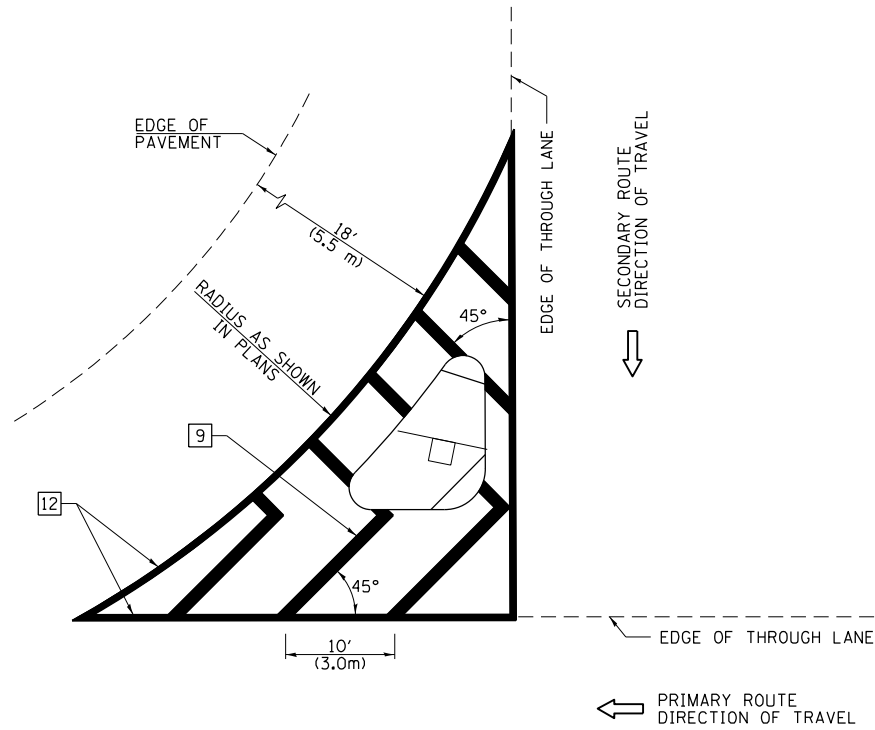 EDGE OF
PAVEMENT
EDGE OF THROUGH LANE
SECONDARY ROUTE
DIRECTION OF TRAVEL
18'
(5.5 m)
RADIUS AS SHOWN
IN PLANS
45°
9
12
45°
10'
(3.0m)
EDGE OF THROUGH LANE
PRIMARY ROUTE
DIRECTION OF TRAVEL